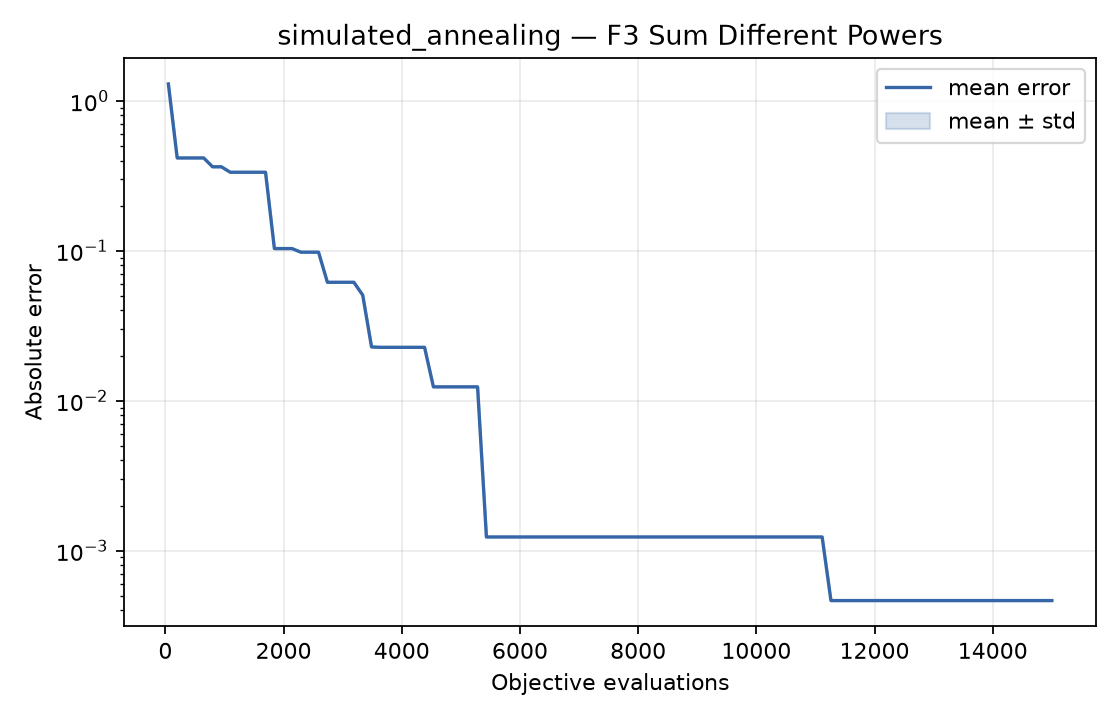 simulated_annealing — F3 Sum Different Powers
mean error
mean ± std
Absolute error
10⁰
10⁻¹
10⁻²
10⁻³
0 2000 4000 6000 8000 10000 12000 14000
Objective evaluations